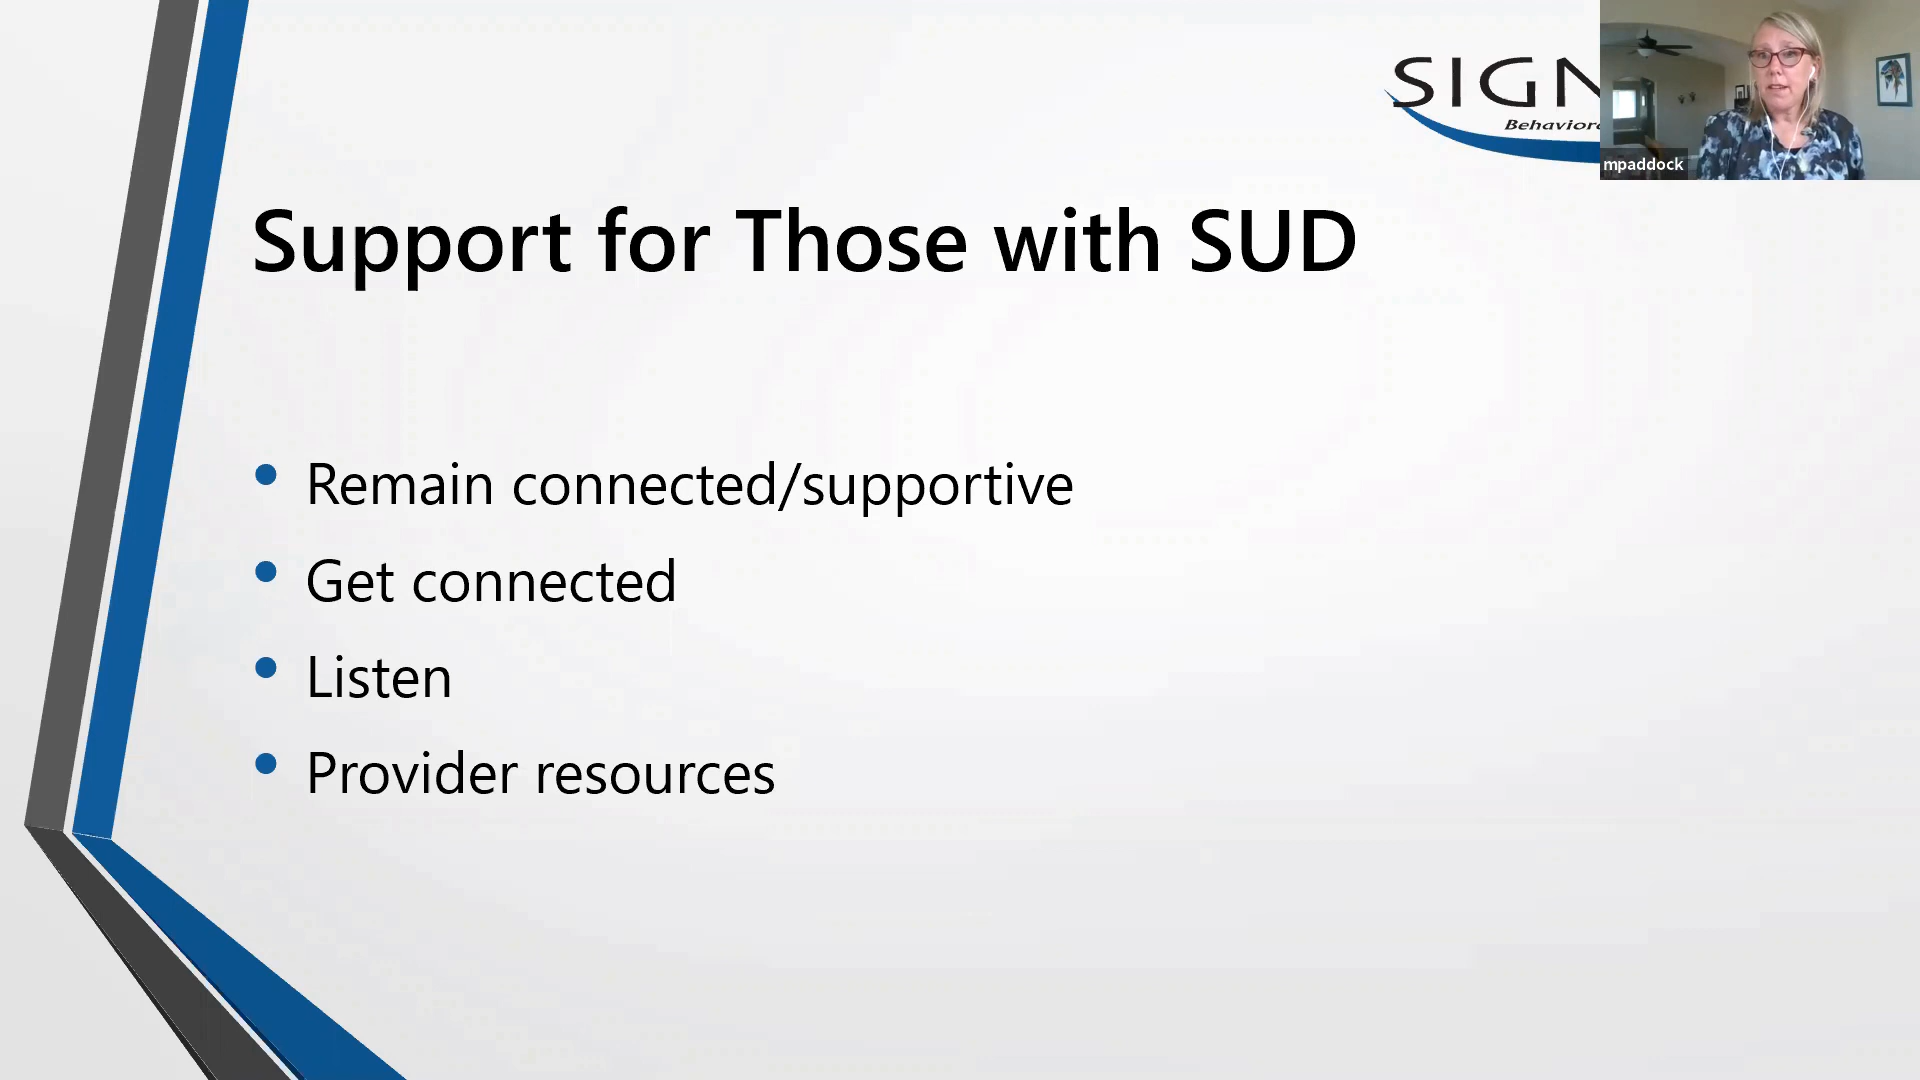 SIGN
Behavior
mpaddock
Support for Those with SUD
• Remain connected/supportive
• Get connected
• Listen
• Provider resources